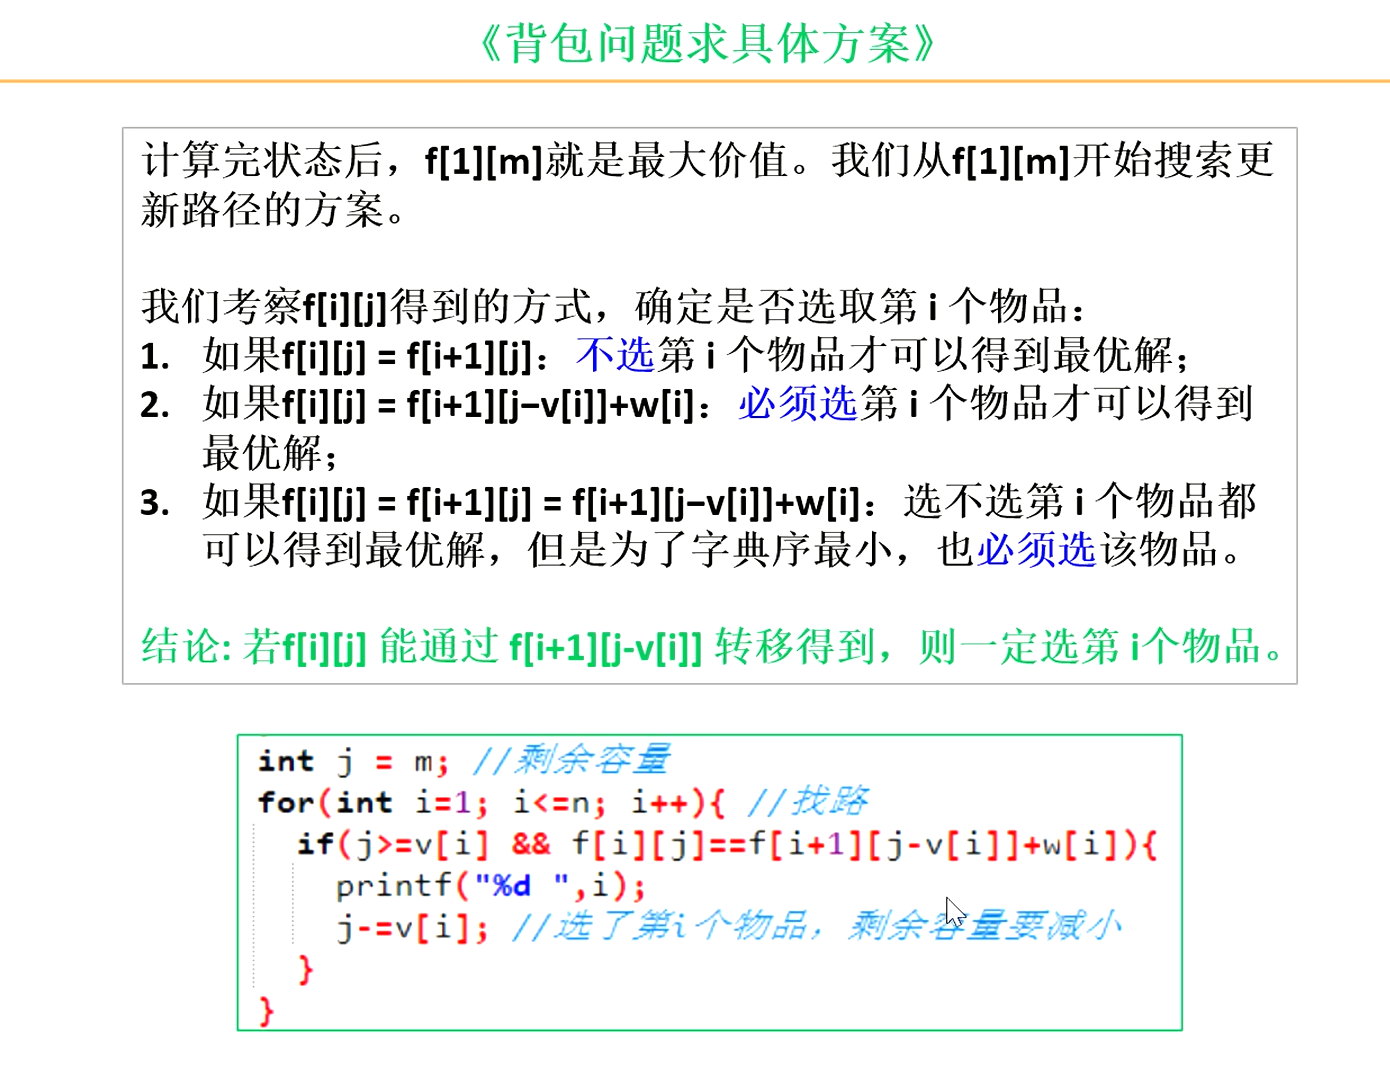 《背包问题求具体方案》
计算完状态后，f[1][m]就是最大价值。我们从f[1][m]开始搜索更
新路径的方案。
我们考察f[i][j]得到的方式，确定是否选取第 i 个物品：
1. 如果f[i][j] = f[i+1][j]：不选第 i 个物品才可以得到最优解；
2. 如果f[i][j] = f[i+1][j−v[i]]+w[i]：必须选第 i 个物品才可以得到
最优解；
3. 如果f[i][j] = f[i+1][j] = f[i+1][j−v[i]]+w[i]：选不选第 i 个物品都
可以得到最优解，但是为了字典序最小，也必须选该物品。
结论: 若f[i][j] 能通过 f[i+1][j-v[i]] 转移得到，则一定选第 i个物品。
int j = m; //剩余容量
for(int i=1; i<=n; i++){ //找路
if(j>=v[i] && f[i][j]==f[i+1][j-v[i]]+w[i]){
printf("%d ",i);
j-=v[i]; //选了第i个物品，剩余容量要减小
}
}